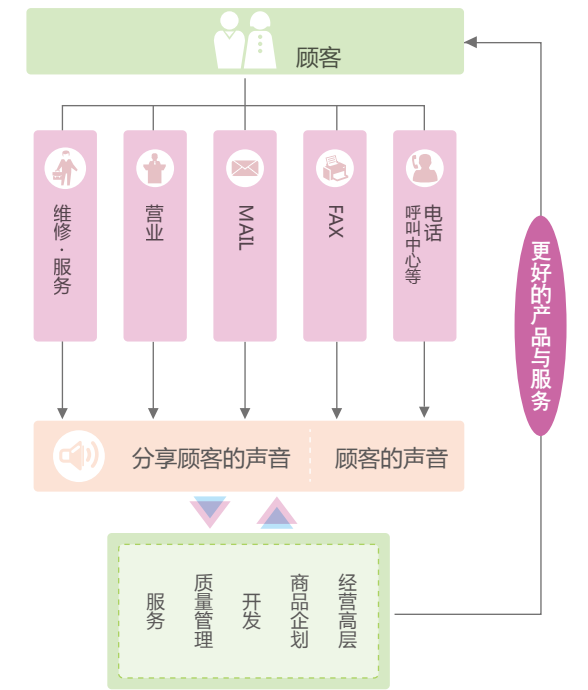 顾客
维修·服务
营业
MAIL
FAX
电话
呼叫中心等
更好的产品与服务
分享顾客的声音
顾客的声音
服务
质量管理
开发
商品企划
经营高层